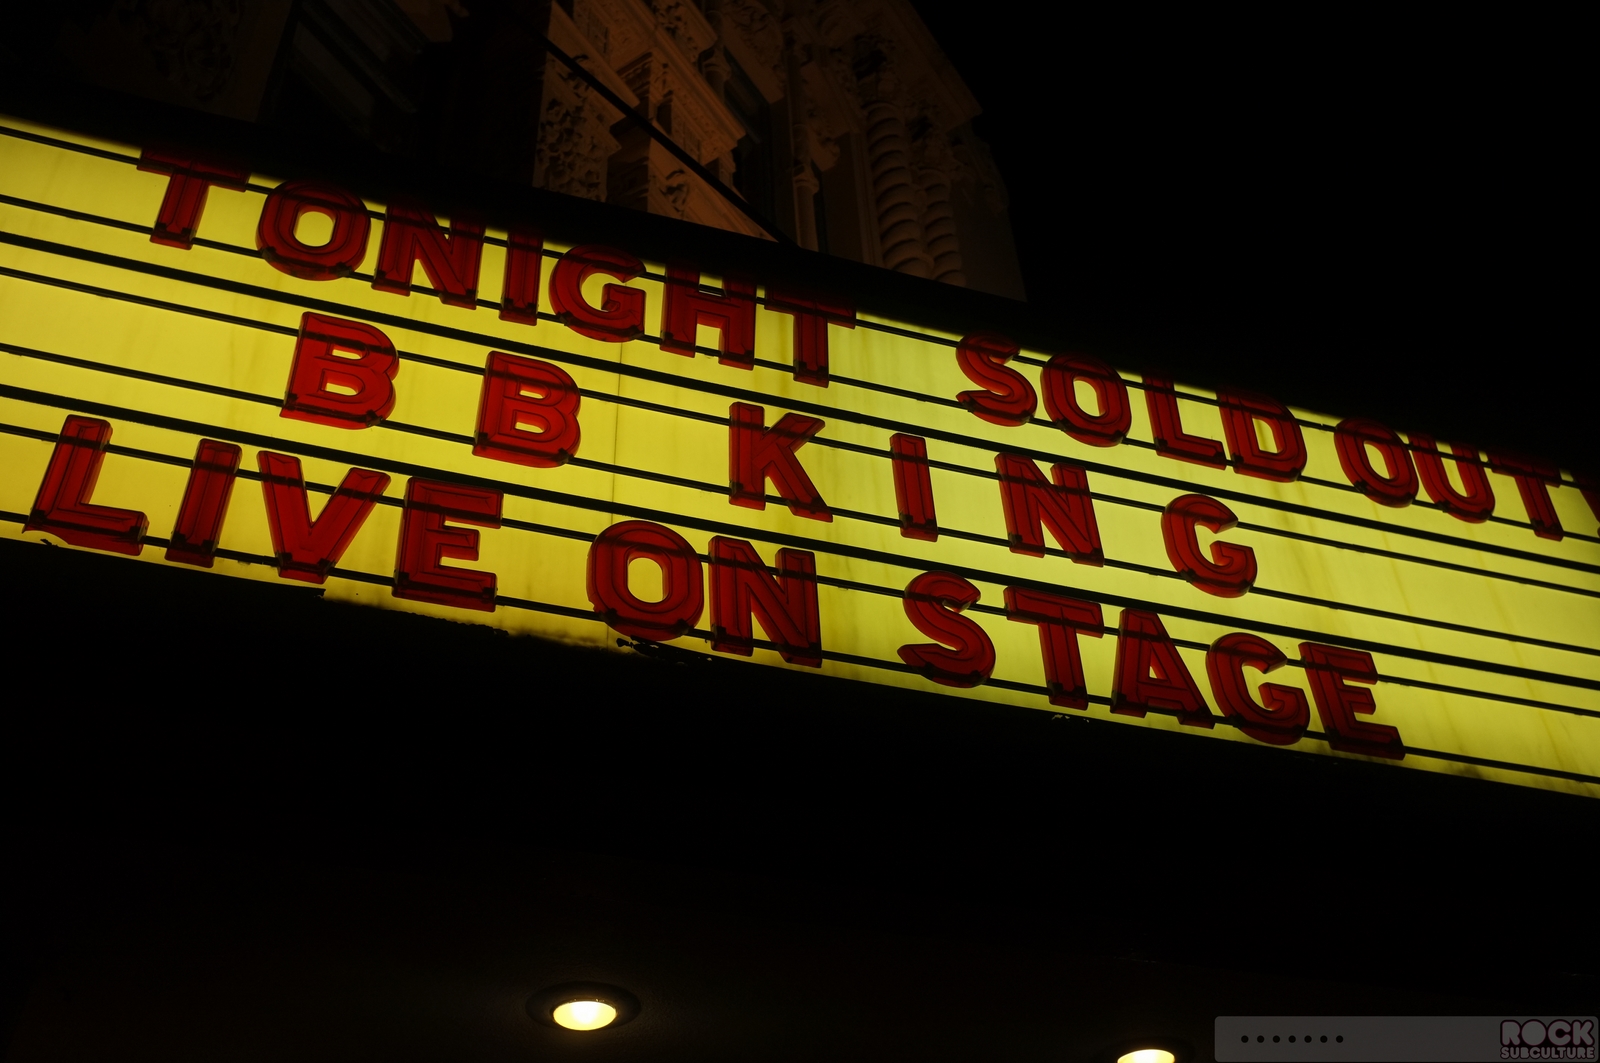 TONIGHT SOLD OUT
B B KING
LIVE ON STAGE
ROCK
SUBCULTURE